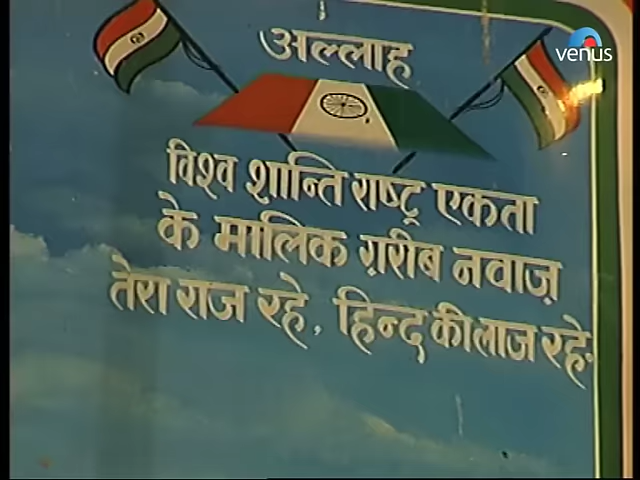 अल्लाह
venus
विश्व शान्ति राष्ट्र एकता
के मालिक ग़रीब नवाज़
तेरा राज रहे, हिन्द की लाज रहे.